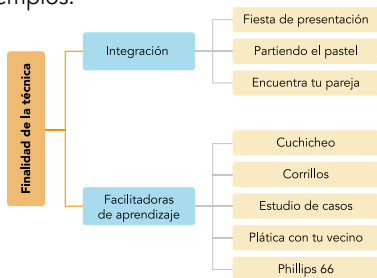 emplos:
Finalidad de la técnica
Integración
Fiesta de presentación
Partiendo el pastel
Encuentra tu pareja
Facilitadoras
de aprendizaje
Cuchicheo
Corrillos
Estudio de casos
Plática con tu vecino
Phillips 66